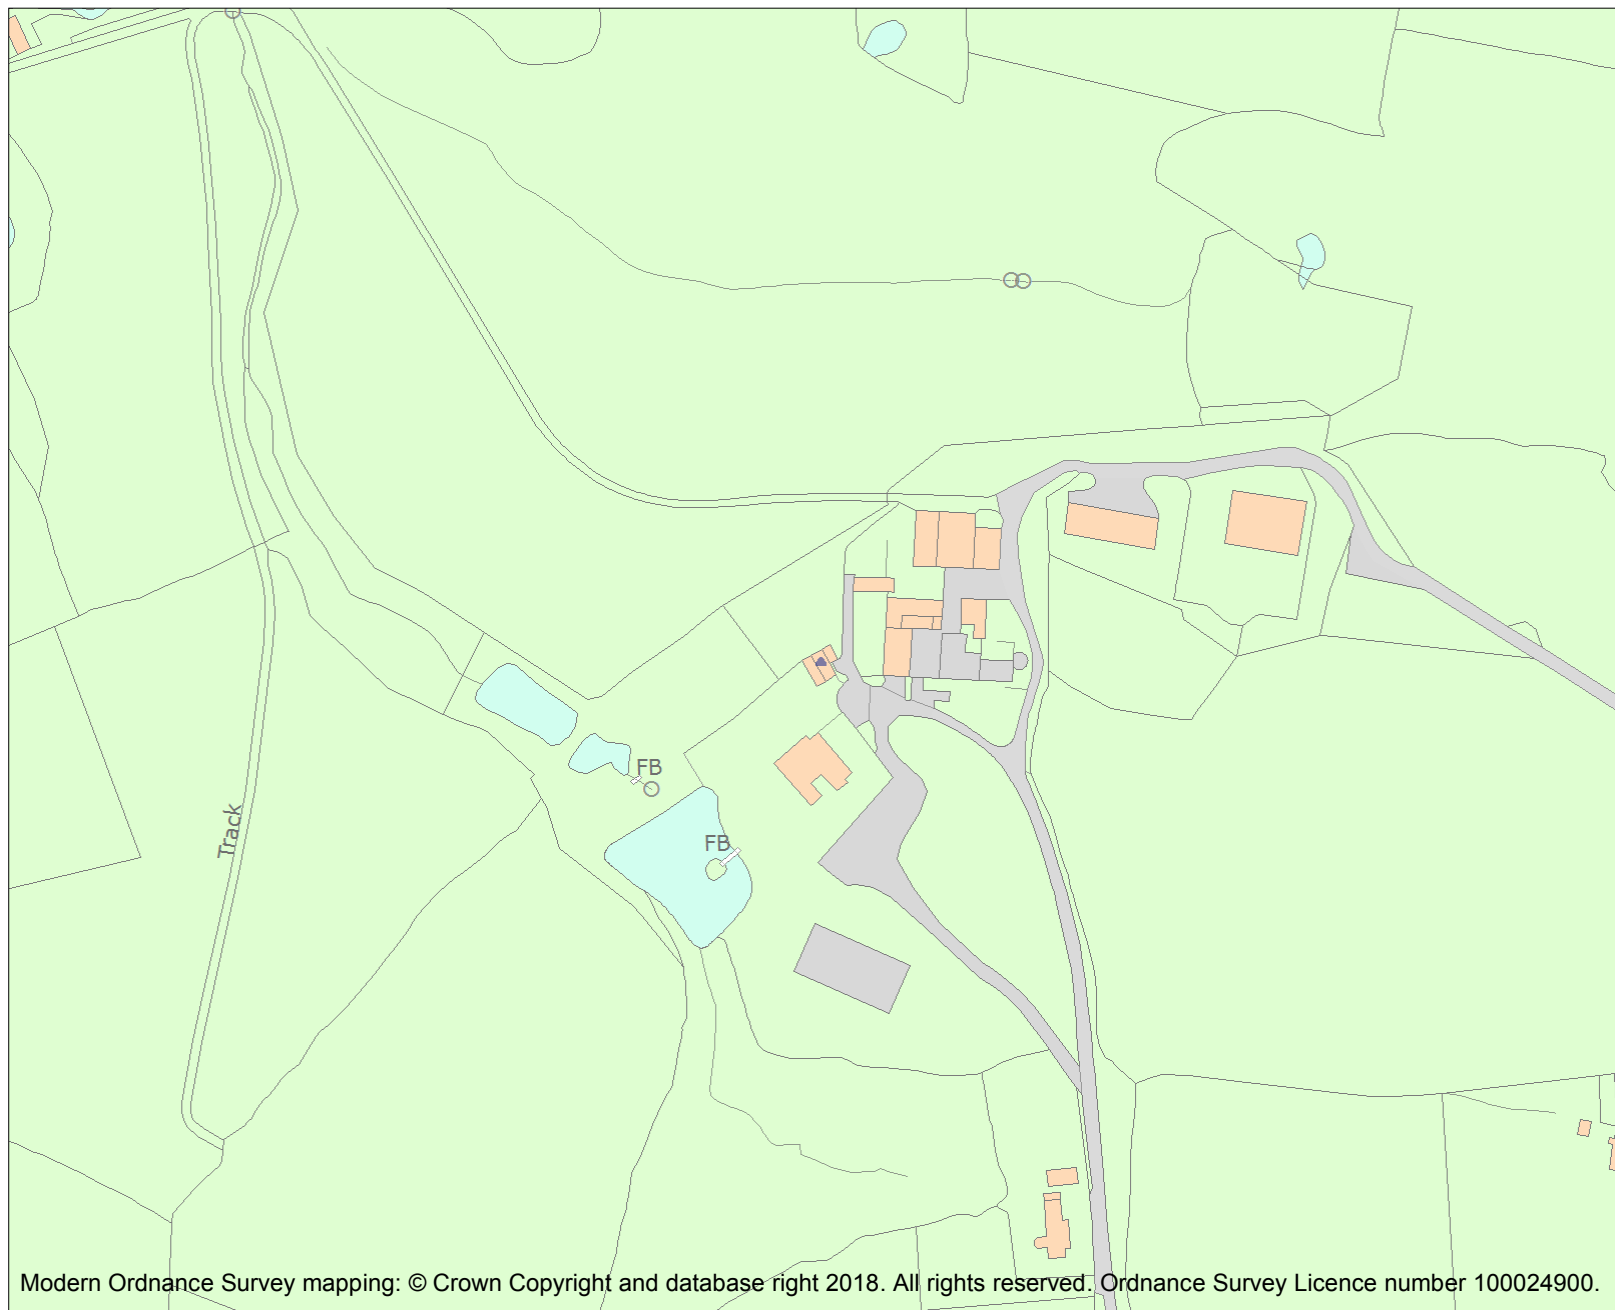 FB
FB
Track
Modern Ordnance Survey mapping: © Crown Copyright and database right 2018. All rights reserved. Ordnance Survey Licence number 100024900.